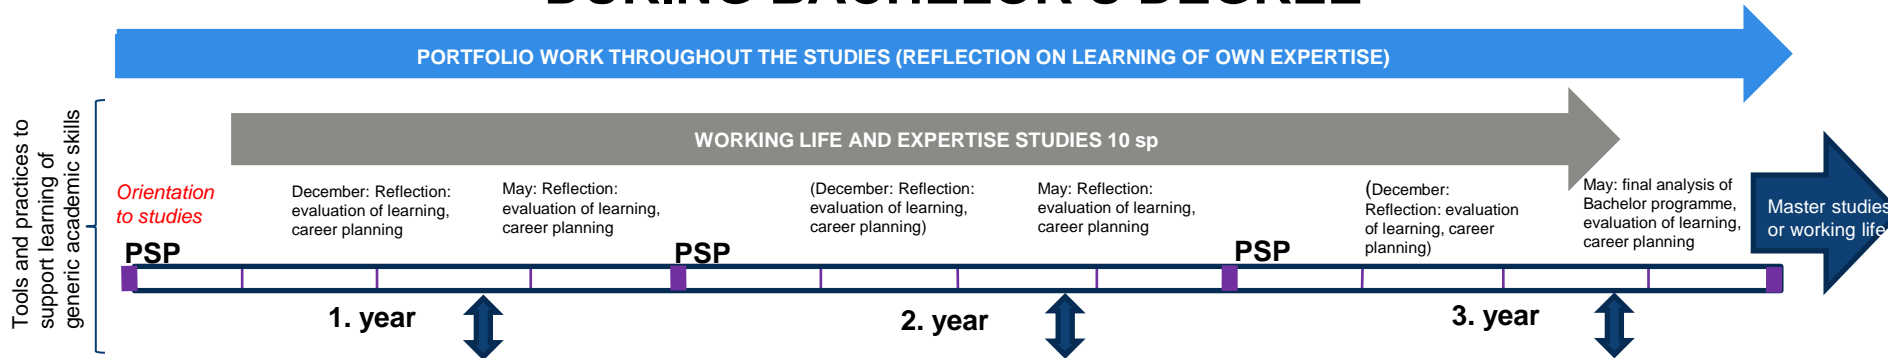 DURING BACHELOR'S DEGREE
PORTFOLIO WORK THROUGHOUT THE STUDIES (REFLECTION ON LEARNING OF OWN EXPERTISE)
WORKING LIFE AND EXPERTISE STUDIES 10 sp
Tools and practices to
support learning of
generic academic skills
Orientation
to studies
December: Reflection:
evaluation of learning,
career planning
May: Reflection:
evaluation of learning,
career planning
(December: Reflection:
evaluation of learning,
career planning)
May: Reflection:
evaluation of learning,
career planning
(December:
Reflection: evaluation
of learning, career
planning)
May: final analysis of
Bachelor programme,
evaluation of learning,
career planning
Master studies
or working life
PSP
PSP
PSP
1. year
2. year
3. year